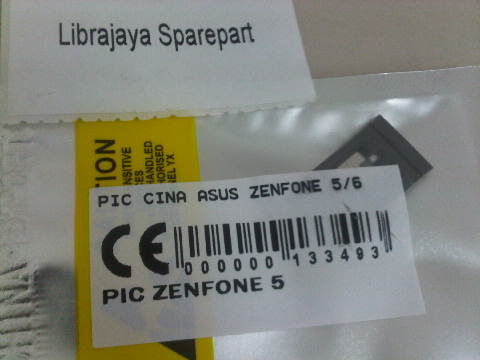 Librajaya Sparepart
PIC CINA ASUS ZENFONE 5/6
CE
000000 133493
PIC ZENFONE 5